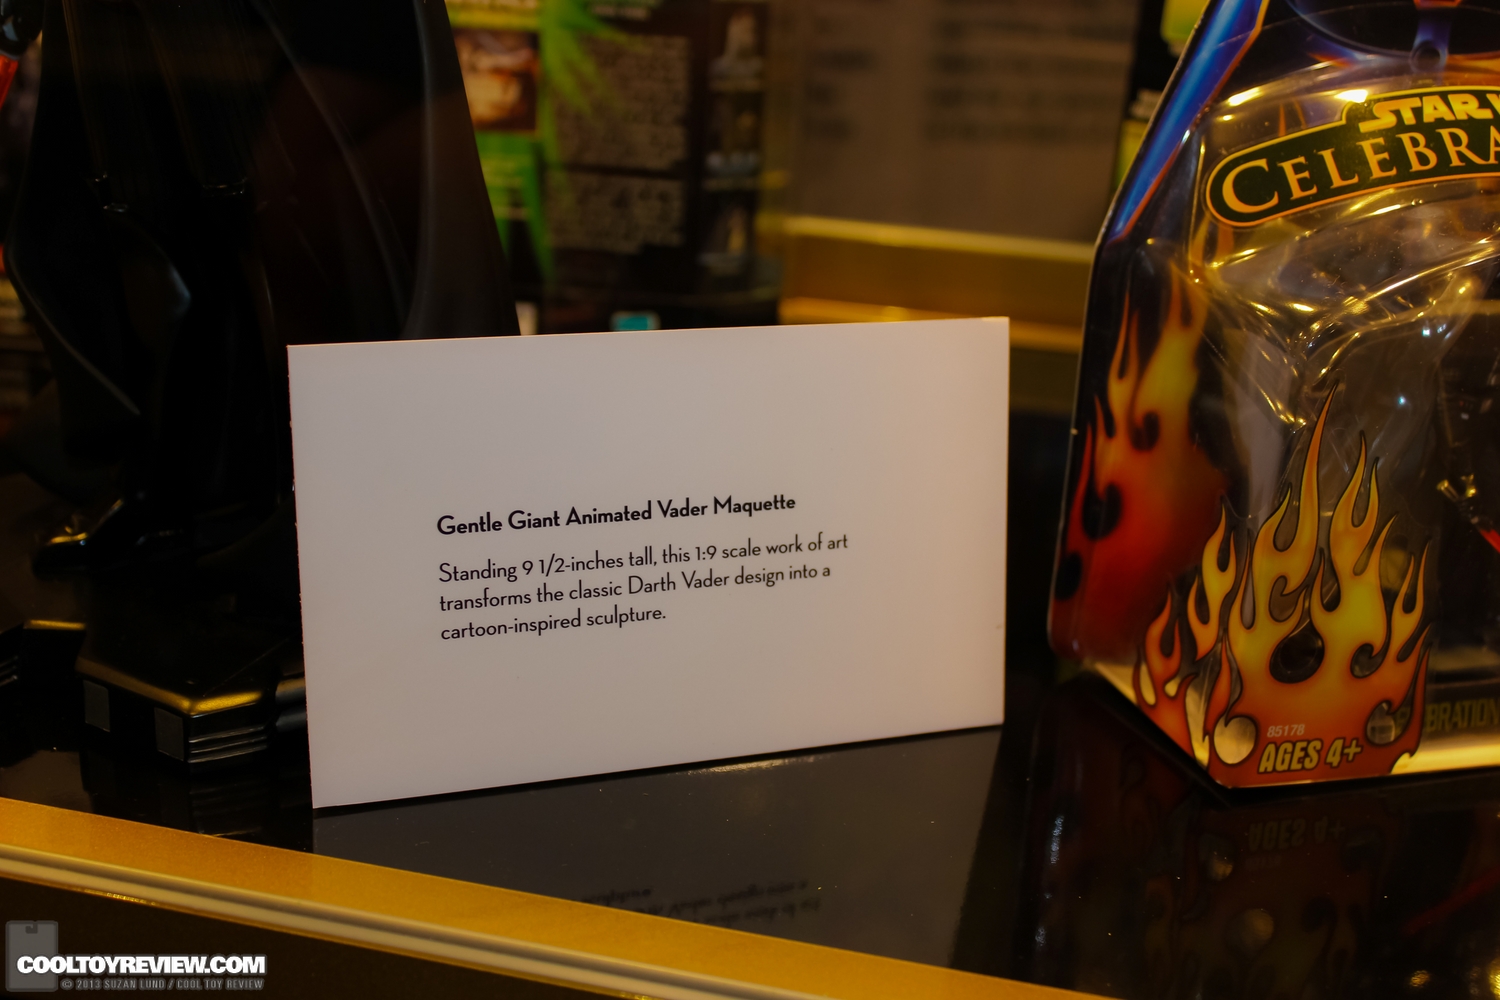 STAR
CELEBRA
Gentle Giant Animated Vader Maquette
Standing 9 1/2-inches tall, this 1:9 scale work of art
transforms the classic Darth Vader design into a
cartoon-inspired sculpture.
85178
AGES 4+
BRATION
COOLTOYREVIEW.COM
© 2013 SUZAN LUND / COOL TOY REVIEW